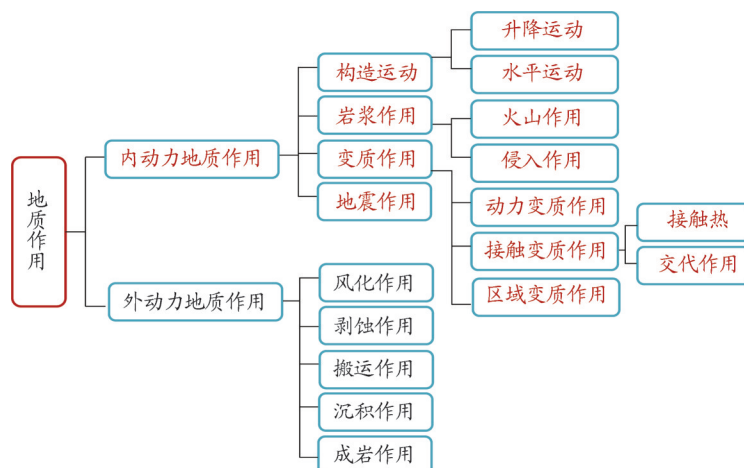 地质作用
内动力地质作用
构造运动
升降运动
水平运动
岩浆作用
火山作用
侵入作用
变质作用
动力变质作用
接触变质作用
接触热
交代作用
区域变质作用
地震作用
外动力地质作用
风化作用
剥蚀作用
搬运作用
沉积作用
成岩作用